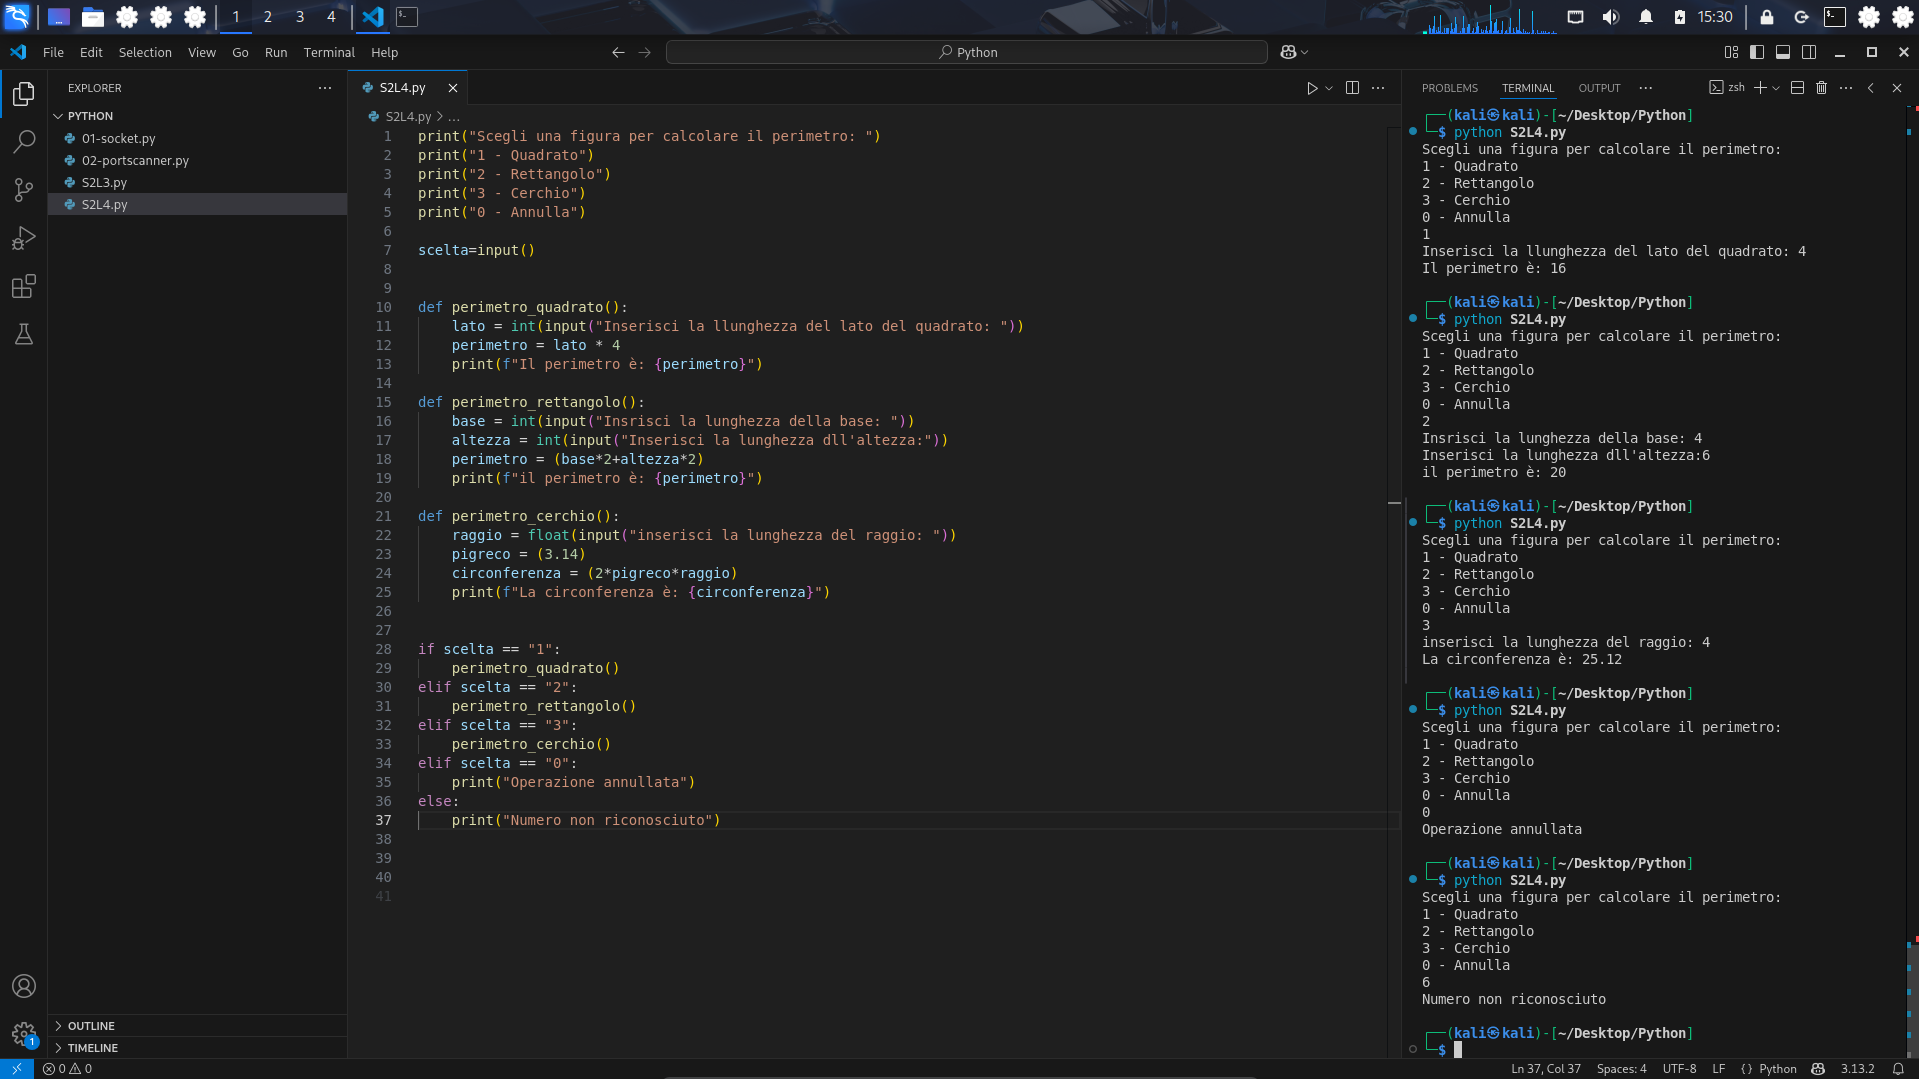 1 2 3 4 15:30
File Edit Selection View Go Run Terminal Help Python
EXPLORER
PYTHON
01-socket.py
02-portscanner.py
S2L3.py
S2L4.py
OUTLINE
TIMELINE
S2L4.py
S2L4.py > ...
1 print("Scegli una figura per calcolare il perimetro: ")
2 print("1 - Quadrato")
3 print("2 - Rettangolo")
4 print("3 - Cerchio")
5 print("0 - Annulla")
6
7 scelta=input()
8
9
10 def perimetro_quadrato():
11     lato = int(input("Inserisci la llunghezza del lato del quadrato: "))
12     perimetro = lato * 4
13     print(f"Il perimetro è: {perimetro}")
14
15 def perimetro_rettangolo():
16     base = int(input("Insrisci la lunghezza della base: "))
17     altezza = int(input("Inserisci la lunghezza dll'altezza:"))
18     perimetro = (base*2+altezza*2)
19     print(f"il perimetro è: {perimetro}")
20
21 def perimetro_cerchio():
22     raggio = float(input("inserisci la lunghezza del raggio: "))
23     pigreco = (3.14)
24     circonferenza = (2*pigreco*raggio)
25     print(f"La circonferenza è: {circonferenza}")
26
27
28 if scelta == "1":
29     perimetro_quadrato()
30 elif scelta == "2":
31     perimetro_rettangolo()
32 elif scelta == "3":
33     perimetro_cerchio()
34 elif scelta == "0":
35     print("Operazione annullata")
36 else:
37     print("Numero non riconosciuto")
38
39
40
41
PROBLEMS TERMINAL OUTPUT ... zsh
┌──(kali㉿kali)-[~/Desktop/Python]
└─$ python S2L4.py
Scegli una figura per calcolare il perimetro:
1 - Quadrato
2 - Rettangolo
3 - Cerchio
0 - Annulla
1
Inserisci la llunghezza del lato del quadrato: 4
Il perimetro è: 16
┌──(kali㉿kali)-[~/Desktop/Python]
└─$ python S2L4.py
Scegli una figura per calcolare il perimetro:
1 - Quadrato
2 - Rettangolo
3 - Cerchio
0 - Annulla
2
Insrisci la lunghezza della base: 4
Inserisci la lunghezza dll'altezza:6
il perimetro è: 20
┌──(kali㉿kali)-[~/Desktop/Python]
└─$ python S2L4.py
Scegli una figura per calcolare il perimetro:
1 - Quadrato
2 - Rettangolo
3 - Cerchio
0 - Annulla
3
inserisci la lunghezza del raggio: 4
La circonferenza è: 25.12
┌──(kali㉿kali)-[~/Desktop/Python]
└─$ python S2L4.py
Scegli una figura per calcolare il perimetro:
1 - Quadrato
2 - Rettangolo
3 - Cerchio
0 - Annulla
0
Operazione annullata
┌──(kali㉿kali)-[~/Desktop/Python]
└─$ python S2L4.py
Scegli una figura per calcolare il perimetro:
1 - Quadrato
2 - Rettangolo
3 - Cerchio
0 - Annulla
6
Numero non riconosciuto
┌──(kali㉿kali)-[~/Desktop/Python]
└─$
1
0 0 Ln 37, Col 37 Spaces: 4 UTF-8 LF {} Python 3.13.2